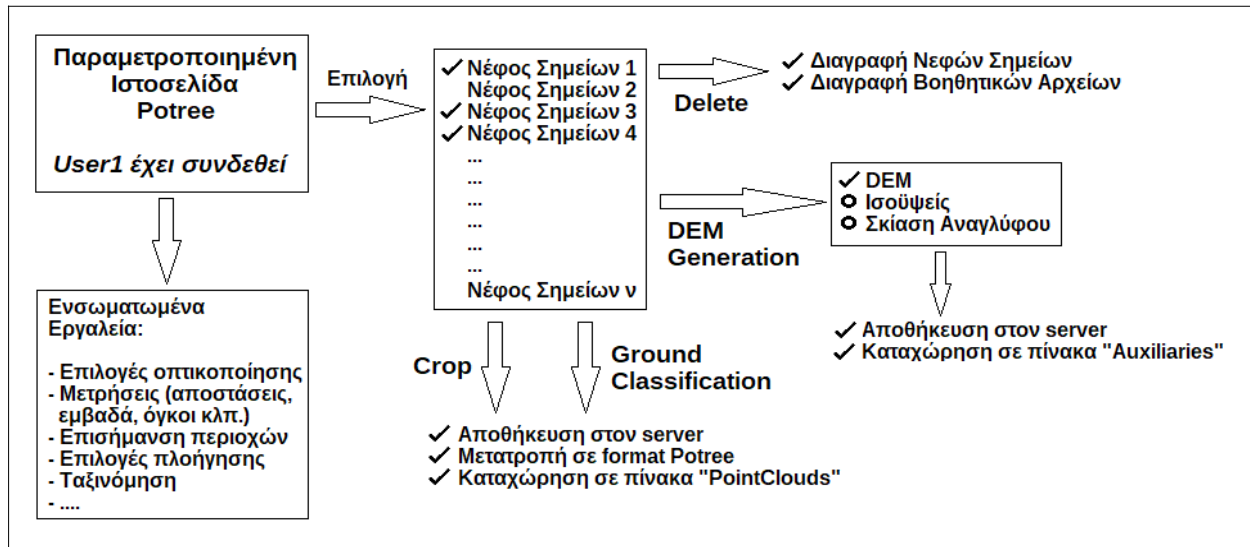 Παραμετροποιημένη
Ιστοσελίδα
Potree
User1 έχει συνδεθεί
Επιλογή
Νέφος Σημείων 1
Νέφος Σημείων 2
Νέφος Σημείων 3
Νέφος Σημείων 4
...
...
...
...
...
...
Νέφος Σημείων ν
Delete
Διαγραφή Νεφών Σημείων
Διαγραφή Βοηθητικών Αρχείων
DEM
Generation
DEM
Ισοϋψείς
Σκίαση Αναγλύφου
Αποθήκευση στον server
Καταχώρηση σε πίνακα "Auxiliaries"
Ενσωματωμένα
Εργαλεία:
- Επιλογές οπτικοποίησης
- Μετρήσεις (αποστάσεις,
εμβαδά, όγκοι κλπ.)
- Επισήμανση περιοχών
- Επιλογές πλοήγησης
- Ταξινόμηση
- ....
Crop
Ground
Classification
Αποθήκευση στον server
Μετατροπή σε format Potree
Καταχώρηση σε πίνακα "PointClouds"